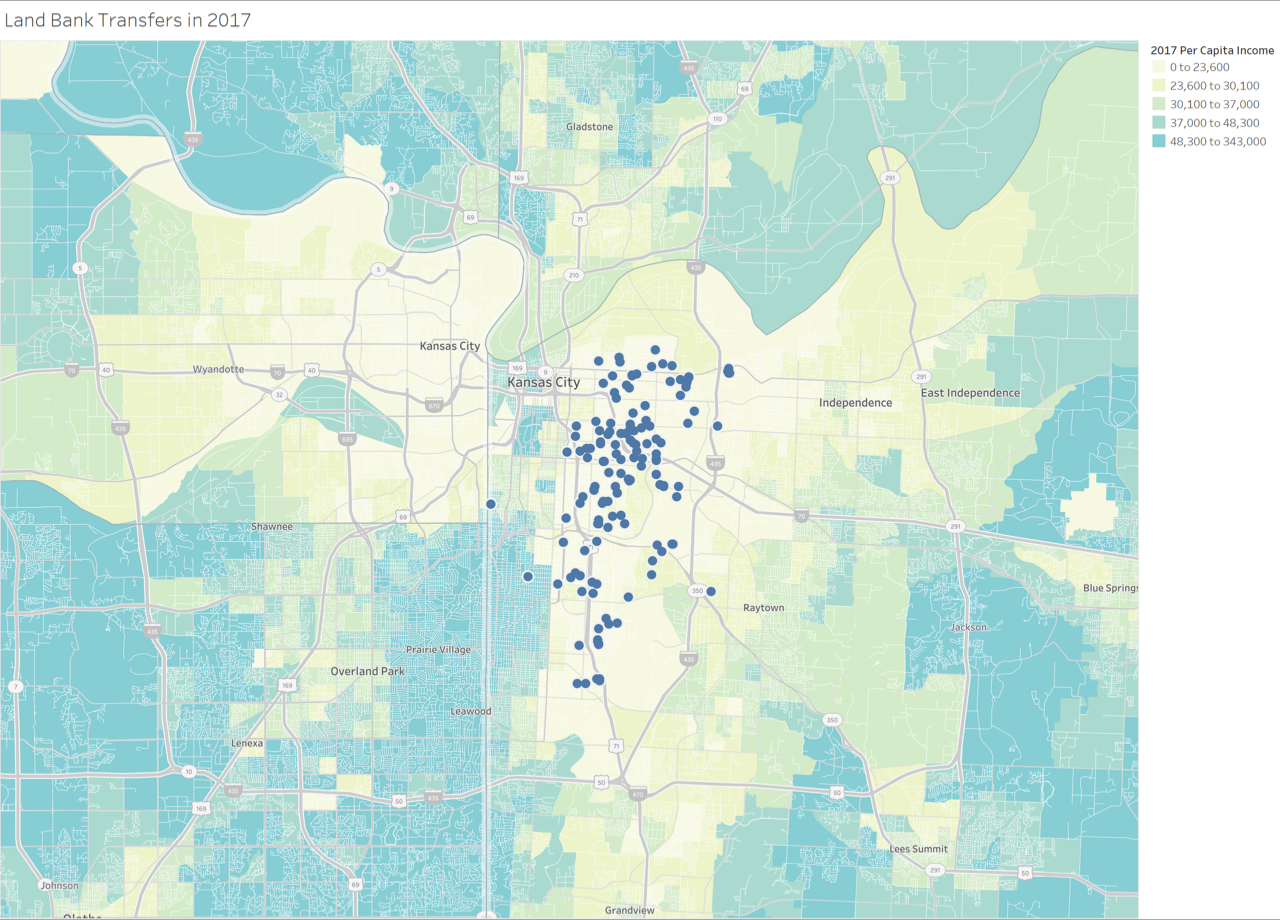 Land Bank Transfers in 2017
2017 Per Capita Income
0 to 23,600
23,600 to 30,100
30,100 to 37,000
37,000 to 48,300
48,300 to 343,000
435
69
110
Gladstone
435
169
291
9
69
71
5
5
210
435
Kansas City
169
9
Kansas City
Wyandotte
70
40
70
40
32
670
291
East Independence
Independence
435
635
435
69
Shawnee
70
291
350
Blue Springs
Raytown
435
Jackson
Prairie Village
435
Overland Park
7
169
Leawood
350
Lenexa
71
10
435
169
50
435
50
470
50
Lees Summit
291
50
69
Johnson
Grandview